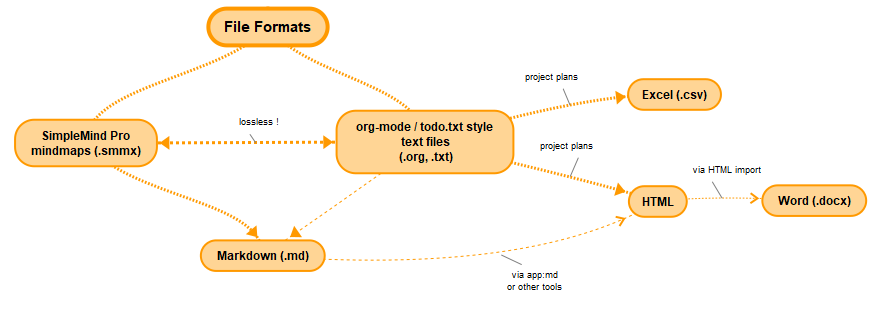 File Formats
project plans
Excel (.csv)
lossless !
org-mode / todo.txt style
text files
(.org, .txt)
SimpleMind Pro
mindmaps (.smmx)
project plans
via HTML import
HTML
Word (.docx)
Markdown (.md)
via app:md
or other tools